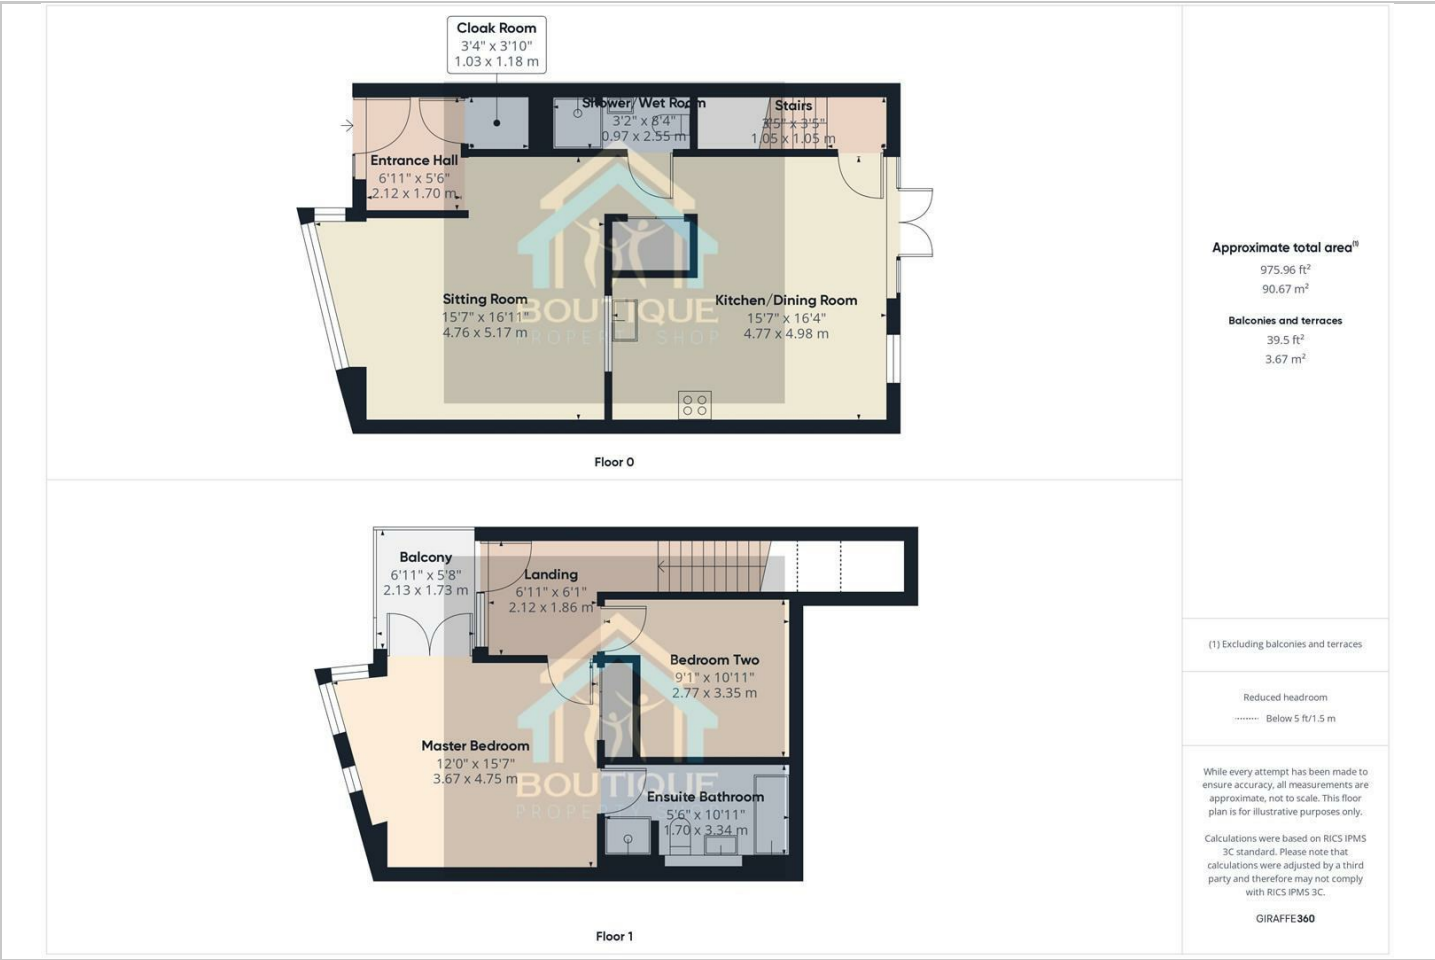 Cloak Room
3'4" x 3'10"
1.03 x 1.18 m
Shower/Wet Room
3'2" x 8'4"
0.97 x 2.55 m
Stairs
3'5" x 3'5"
1.05 x 1.05 m
Entrance Hall
6'11" x 5'6"
2.12 x 1.70 m
Sitting Room
15'7" x 16'11"
4.76 x 5.17 m
Kitchen/Dining Room
15'7" x 16'4"
4.77 x 4.98 m
BOUTIQUE
PROPERTY SHOP
Floor 0
Balcony
6'11" x 5'8"
2.13 x 1.73 m
Landing
6'11" x 6'1"
2.12 x 1.86 m
Bedroom Two
9'1" x 10'11"
2.77 x 3.35 m
Master Bedroom
12'0" x 15'7"
3.67 x 4.75 m
BOUTIQUE
Ensuite Bathroom
5'6" x 10'11"
1.70 x 3.34 m
Floor 1
Approximate total area(1)
975.96 ft²
90.67 m²
Balconies and terraces
39.5 ft²
3.67 m²
(1) Excluding balconies and terraces
Reduced headroom
Below 5 ft/1.5 m
While every attempt has been made to
ensure accuracy, all measurements are
approximate, not to scale. This floor
plan is for illustrative purposes only.
Calculations were based on RICS IPMS
3C standard. Please note that
calculations were adjusted by a third
party and therefore may not comply
with RICS IPMS 3C.
GIRAFFE360